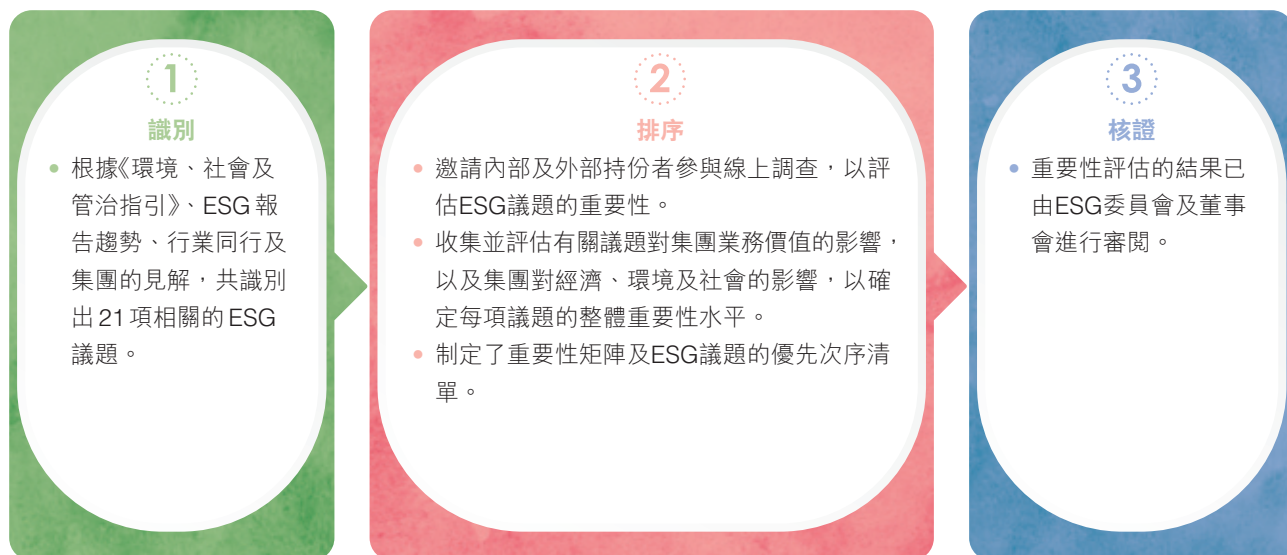 1
識別
• 根據《環境、社會及
管治指引》、ESG 報
告趨勢、行業同行及
集團的見解，共識別
出 21 項相關的 ESG
議題。
2
排序
• 邀請內部及外部持份者參與線上調查，以評
估ESG議題的重要性。
• 收集並評估有關議題對集團業務價值的影響，
以及集團對經濟、環境及社會的影響，以確
定每項議題的整體重要性水平。
• 制定了重要性矩陣及ESG議題的優先次序清
單。
3
核證
• 重要性評估的結果已
由ESG委員會及董事
會進行審閱。